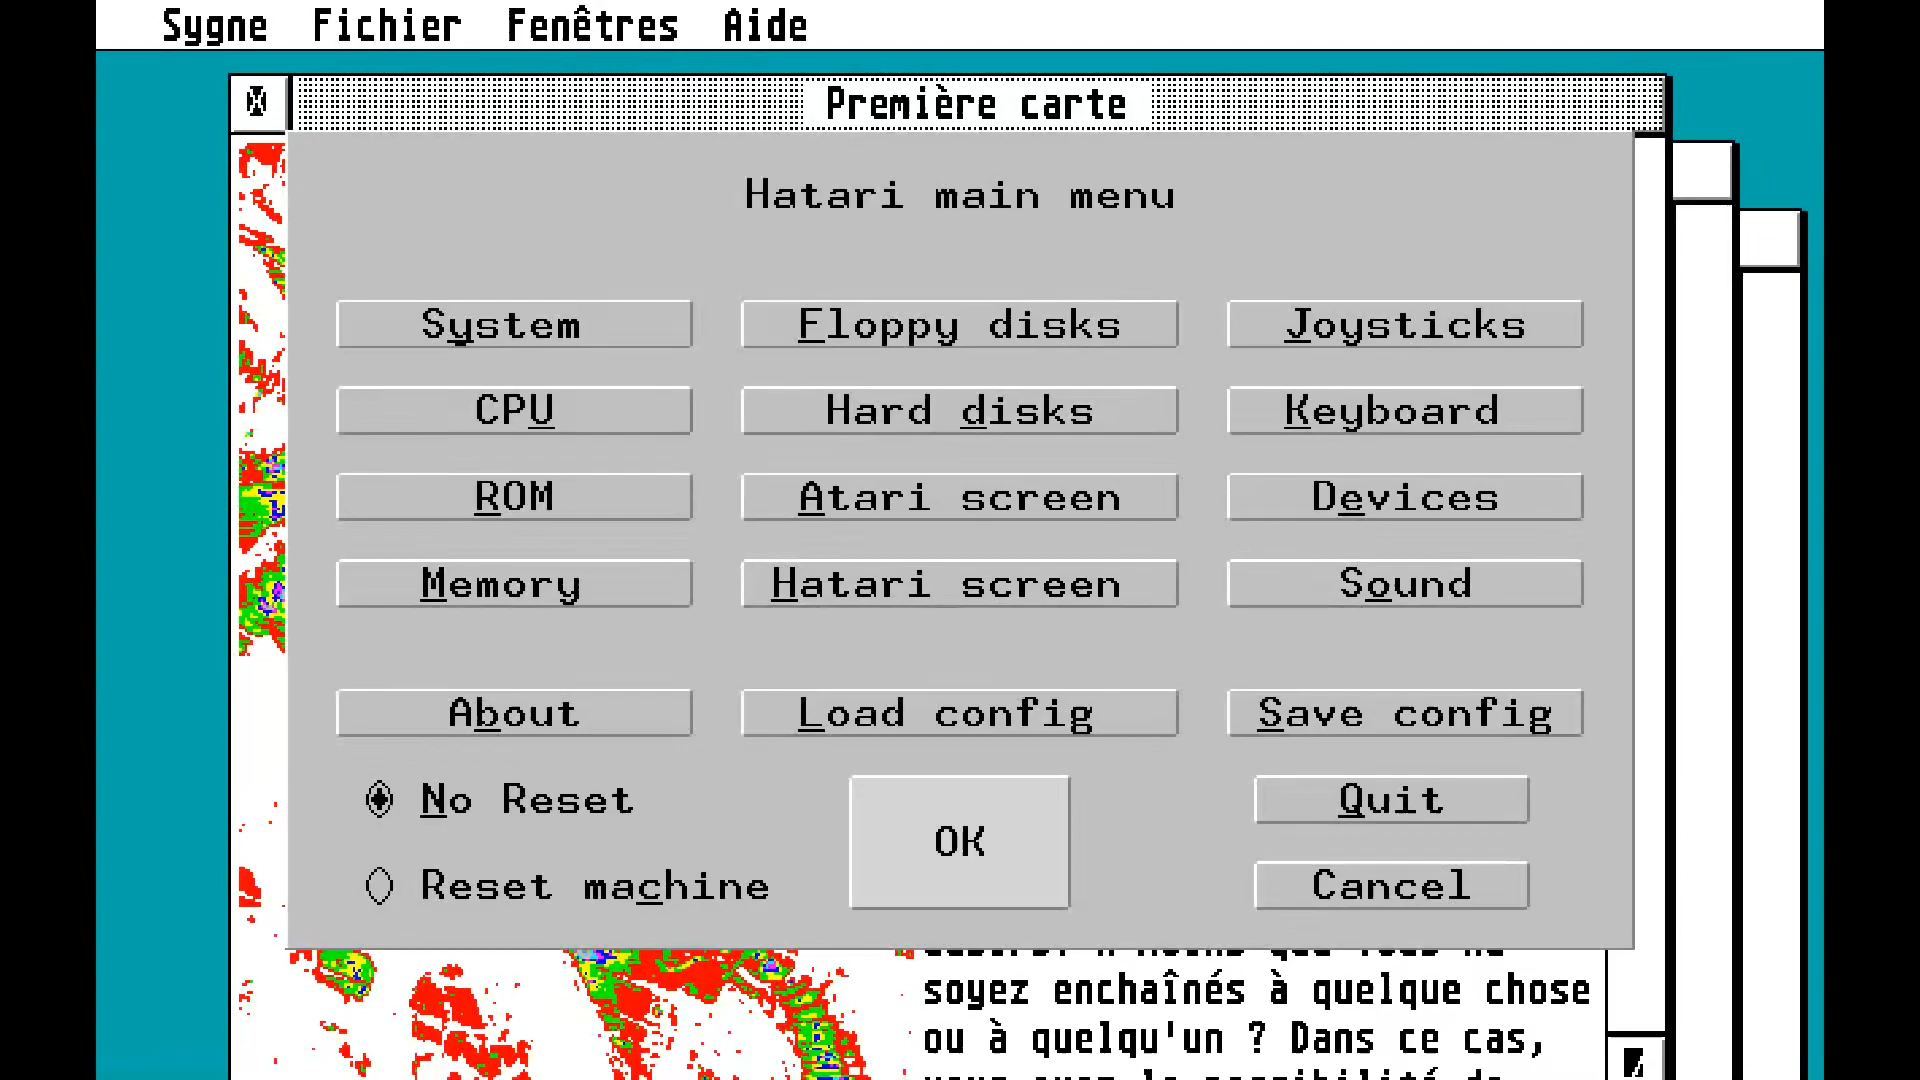 Sygne Fichier Fenêtres Aide
Première carte
Hatari main menu
System Floppy disks Joysticks
CPU Hard disks Keyboard
ROM Atari screen Devices
Memory Hatari screen Sound
About Load config Save config
No Reset OK Quit
Reset machine Cancel
soyez enchaînés à quelque chose
ou à quelqu'un ? Dans ce cas,